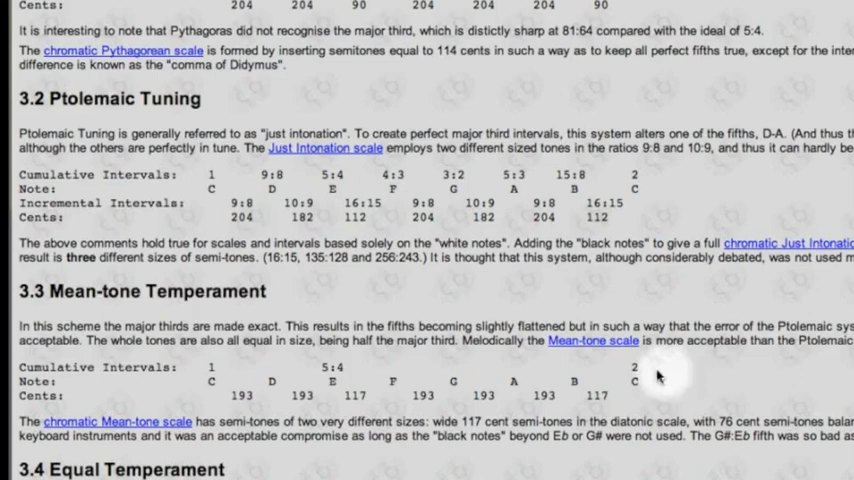 Cents: 204 204 90 204 204 204 90
It is interesting to note that Pythagoras did not recognise the major third, which is distictly sharp at 81:64 compared with the ideal of 5:4.
The chromatic Pythagorean scale is formed by inserting semitones equal to 114 cents in such a way as to keep all perfect fifths true, except for the inte
difference is known as the "comma of Didymus".
3.2 Ptolemaic Tuning
Ptolemaic Tuning is generally referred to as "just intonation". To create perfect major third intervals, this system alters one of the fifths, D-A. (And thus t
although the others are perfectly in tune. The Just Intonation scale employs two different sized tones in the ratios 9:8 and 10:9, and thus it can hardly be
Cumulative Intervals: 1 9:8 5:4 4:3 3:2 5:3 15:8 2
Note: C D E F G A B C
Incremental Intervals: 9:8 10:9 16:15 9:8 10:9 9:8 16:15
Cents: 204 182 112 204 182 204 112
The above comments hold true for scales and intervals based solely on the "white notes". Adding the "black notes" to give a full chromatic Just Intonatio
result is three different sizes of semi-tones. (16:15, 135:128 and 256:243.) It is thought that this system, although considerably debated, was not used m
3.3 Mean-tone Temperament
In this scheme the major thirds are made exact. This results in the fifths becoming slightly flattened but in such a way that the error of the Ptolemaic sys
acceptable. The whole tones are also all equal in size, being half the major third. Melodically the Mean-tone scale is more acceptable than the Ptolemaic
Cumulative Intervals: 1 5:4 2
Note: C D E F G A B C
Cents: 193 193 117 193 193 193 117
The chromatic Mean-tone scale has semi-tones of two very different sizes: wide 117 cent semi-tones in the diatonic scale, with 76 cent semi-tones balan
keyboard instruments and it was an acceptable compromise as long as the "black notes" beyond Eb or G# were not used. The G#:Eb fifth was so bad as
3.4 Equal Temperament